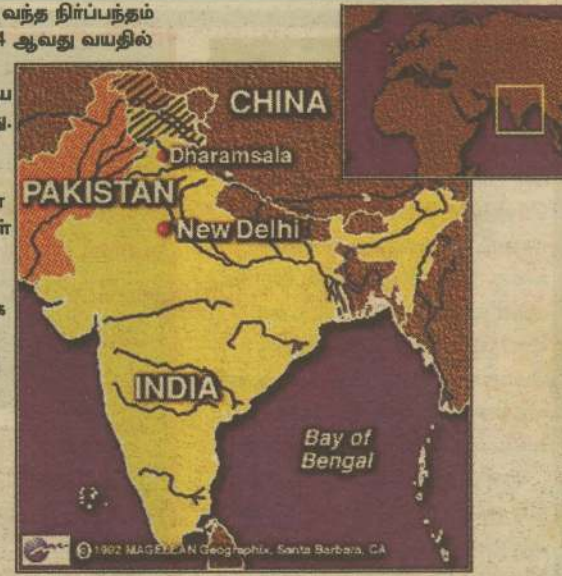 வந்த நிர்ப்பந்தம்
4 ஆவது வயதில்
CHINA
Dharamsala
PAKISTAN
New Delhi
INDIA
Bay of
Bengal
© 1992 MAGELLAN Geographix, Santa Barbara, CA